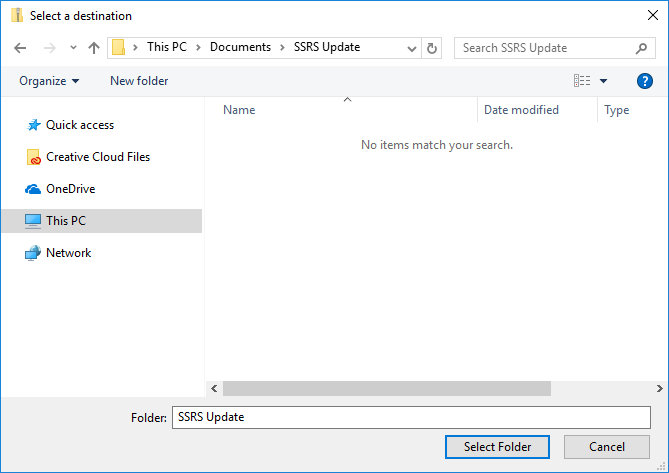 Select a destination
This PC Documents SSRS Update Search SSRS Update
Organize New folder ?
Name Date modified Type
Quick access
No items match your search.
Creative Cloud Files
OneDrive
This PC
Network
Folder: SSRS Update
Select Folder Cancel